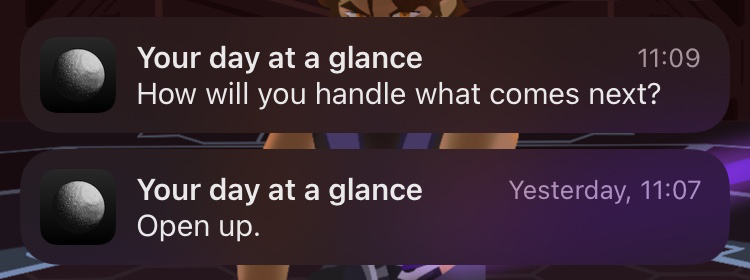 Your day at a glance 11:09
How will you handle what comes next?
Your day at a glance Yesterday, 11:07
Open up.